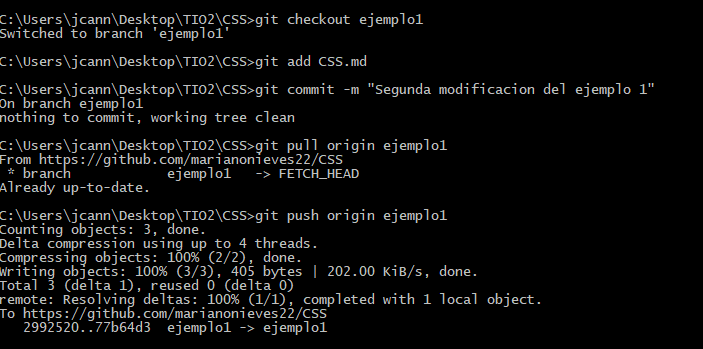 C:\Users\jcann\Desktop\TIO2\CSS>git checkout ejemplo1
Switched to branch 'ejemplo1'
C:\Users\jcann\Desktop\TIO2\CSS>git add CSS.md
C:\Users\jcann\Desktop\TIO2\CSS>git commit -m "Segunda modificacion del ejemplo 1"
On branch ejemplo1
nothing to commit, working tree clean
C:\Users\jcann\Desktop\TIO2\CSS>git pull origin ejemplo1
From https://github.com/marianonieves22/CSS
 * branch            ejemplo1   -> FETCH_HEAD
Already up-to-date.
C:\Users\jcann\Desktop\TIO2\CSS>git push origin ejemplo1
Counting objects: 3, done.
Delta compression using up to 4 threads.
Compressing objects: 100% (2/2), done.
Writing objects: 100% (3/3), 405 bytes | 202.00 KiB/s, done.
Total 3 (delta 1), reused 0 (delta 0)
remote: Resolving deltas: 100% (1/1), completed with 1 local object.
To https://github.com/marianonieves22/CSS
   2992520..77b64d3  ejemplo1 -> ejemplo1